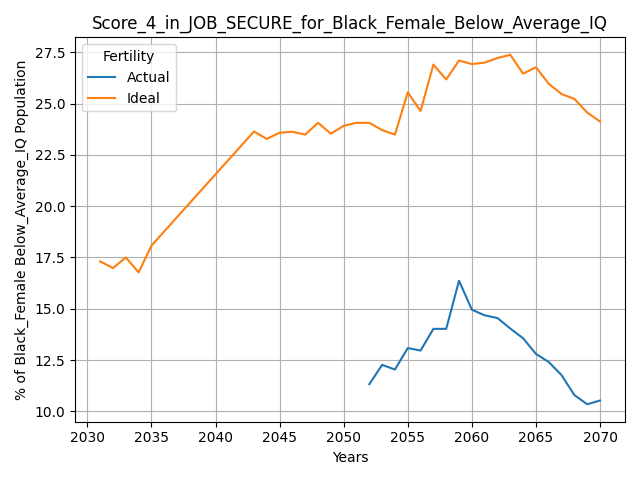 Score_4_in_JOB_SECURE_for_Black_Female_Below_Average_IQ
Fertility
Actual
Ideal
% of Black_Female Below_Average_IQ Population
27.5
25.0
22.5
20.0
17.5
15.0
12.5
10.0
2030 2035 2040 2045 2050 2055 2060 2065 2070
Years